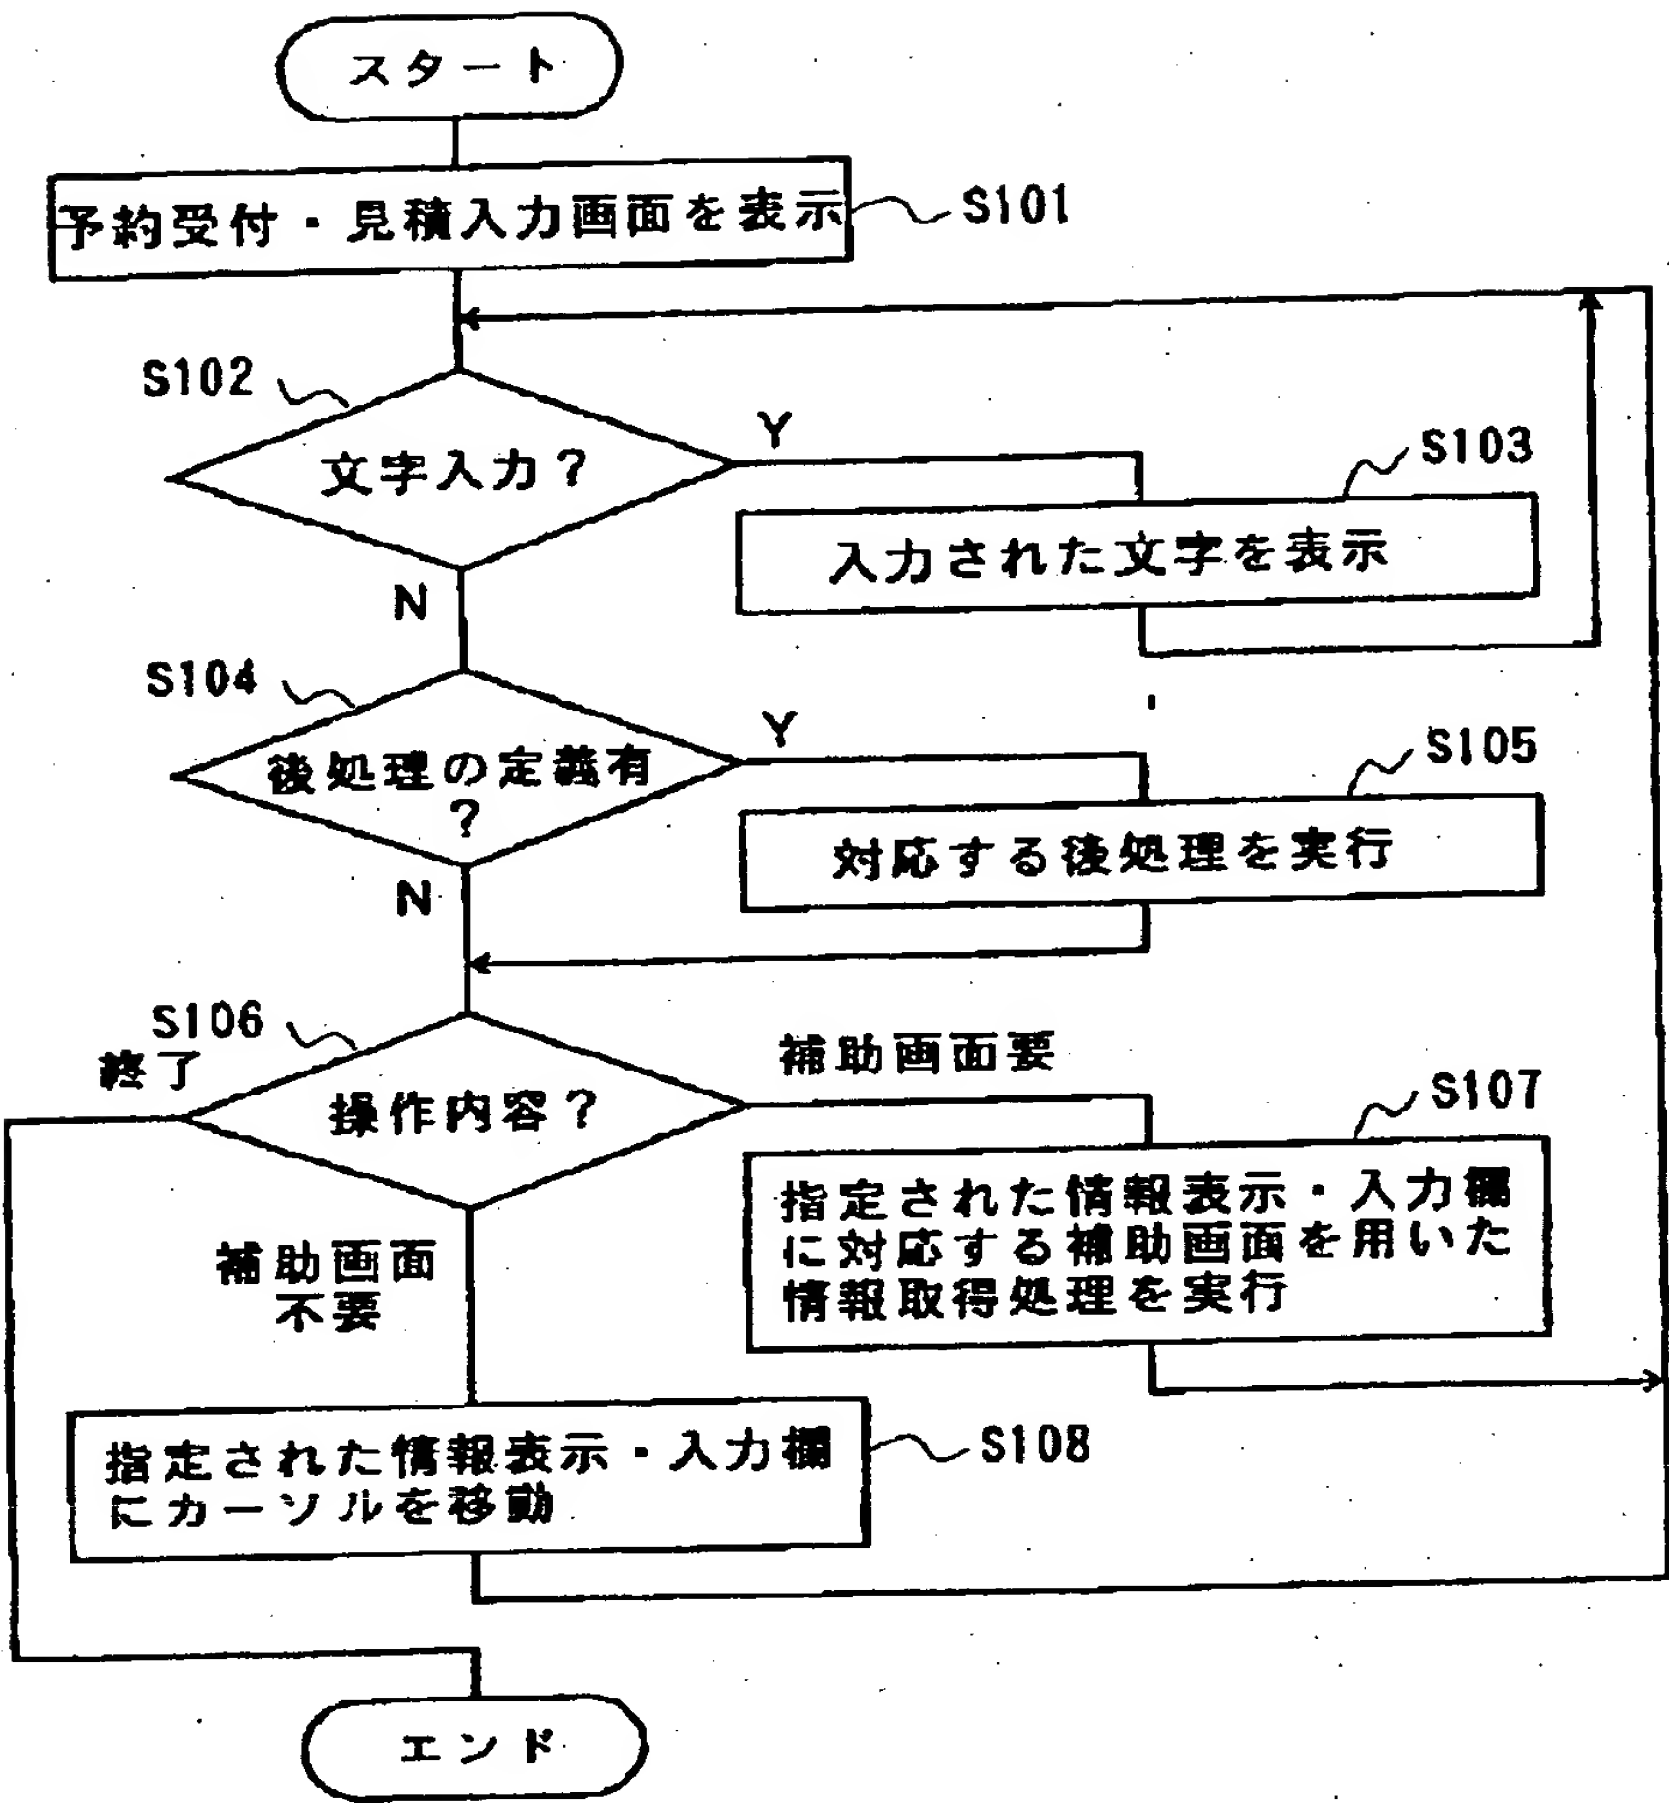 スタート
予約受付・見積入力画面を表示
S101
S102
文字入力?
Y
S103
入力された文字を表示
N
S104
後処理の定義有
?
Y
S105
対応する後処理を実行
N
S106
終了
操作内容?
補助画面要
S107
指定された情報表示・入力欄
に対応する補助画面を用いた
情報取得処理を実行
補助画面
不要
指定された情報表示・入力欄
にカーソルを移動
S108
エンド